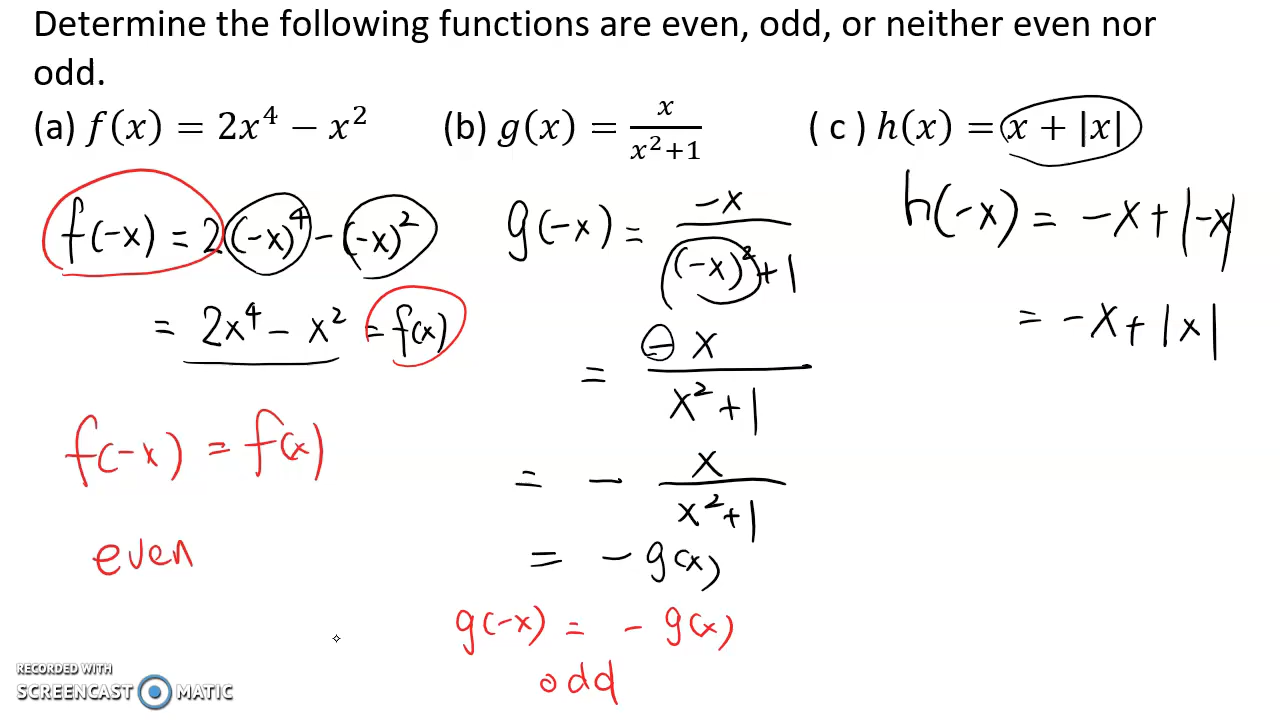 Determine the following functions are even, odd, or neither even nor
odd.
(a) f(x) = 2x⁴ − x² (b) g(x) = x/(x²+1) ( c ) h(x) = x + |x|
f(-x) = 2(-x)⁴ - (-x)²
= 2x⁴ - x² = f(x)
f(-x) = f(x)
even
g(-x) = -x/((-x)²+1)
= -x/(x²+1)
= - x/(x²+1)
= - g(x)
g(-x) = - g(x)
odd
h(-x) = -x + |-x|
= -x + |x|
RECORDED WITH
SCREENCAST MATIC